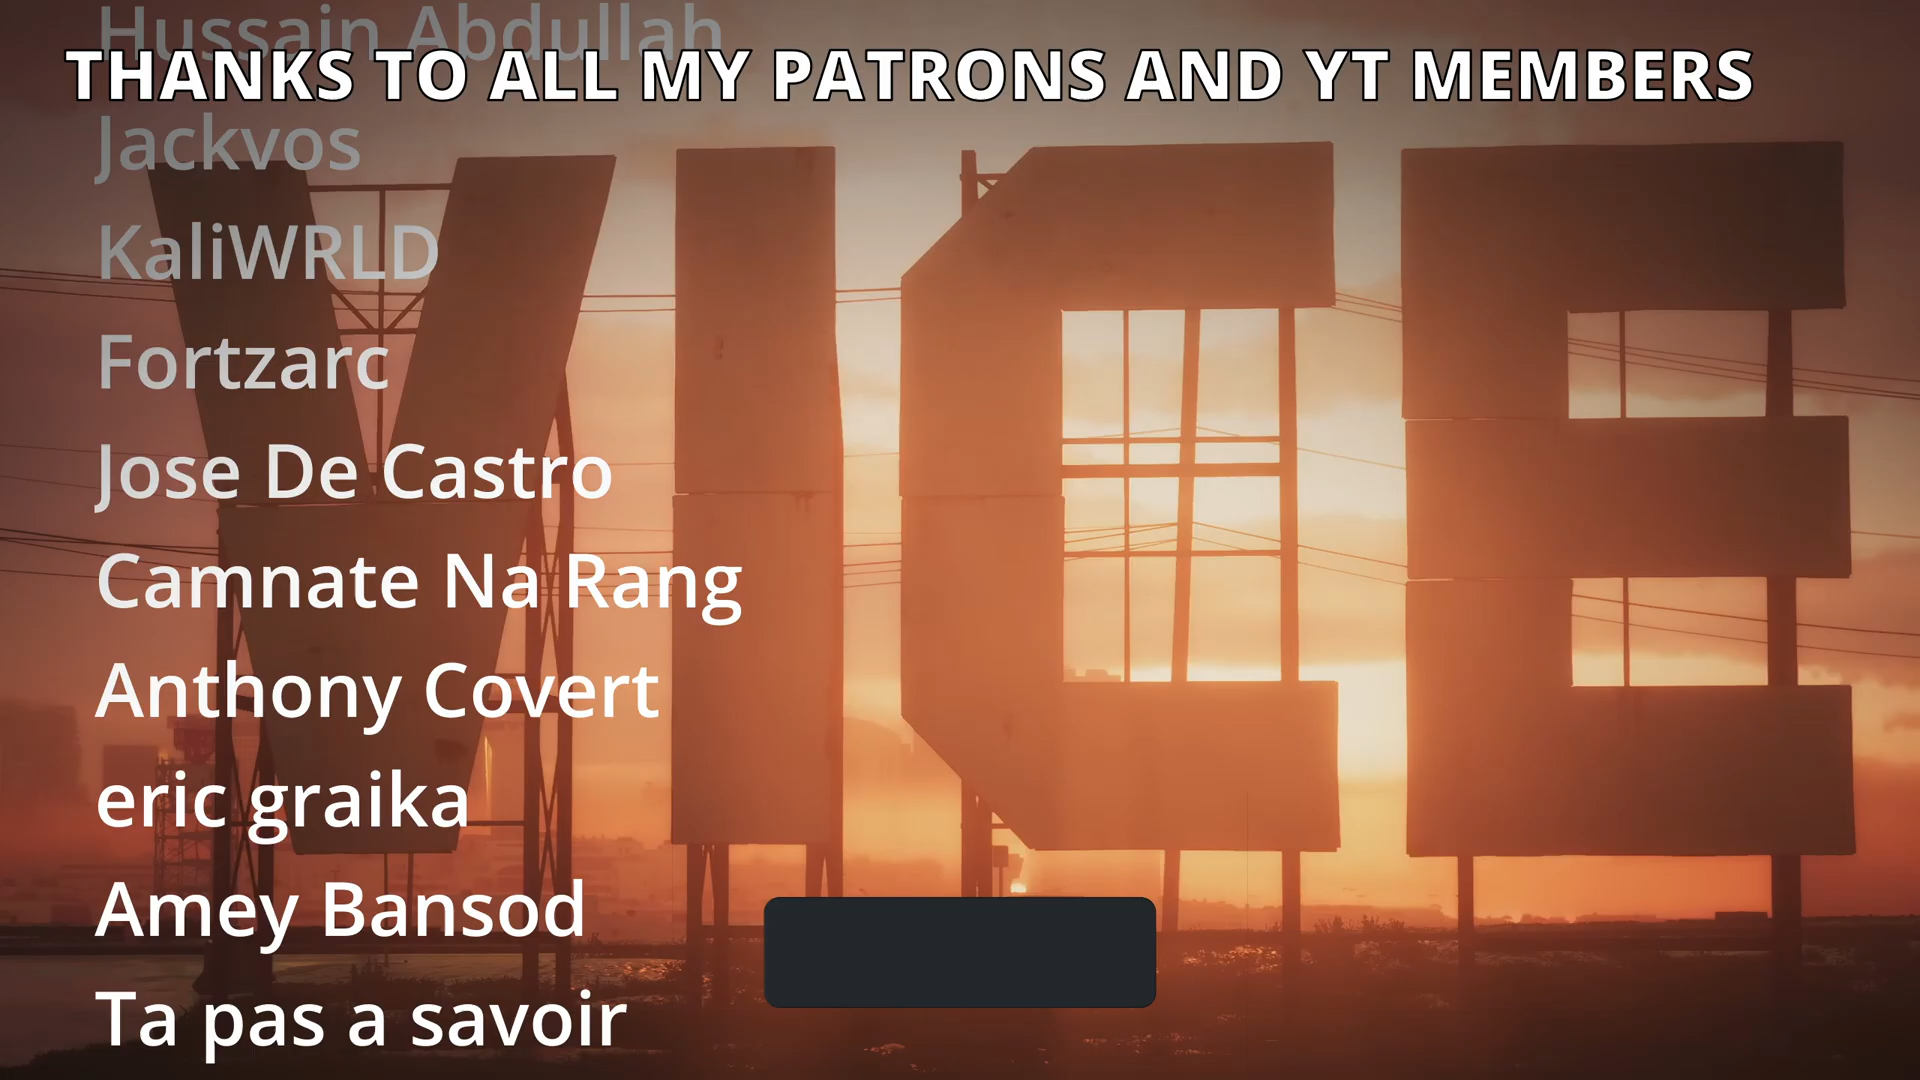 Hussain Abdullah
THANKS TO ALL MY PATRONS AND YT MEMBERS
Jackvos
KaliWRLD
Fortzarc
Jose De Castro
Camnate Na Rang
Anthony Covert
eric graika
Amey Bansod
Ta pas a savoir
VICE